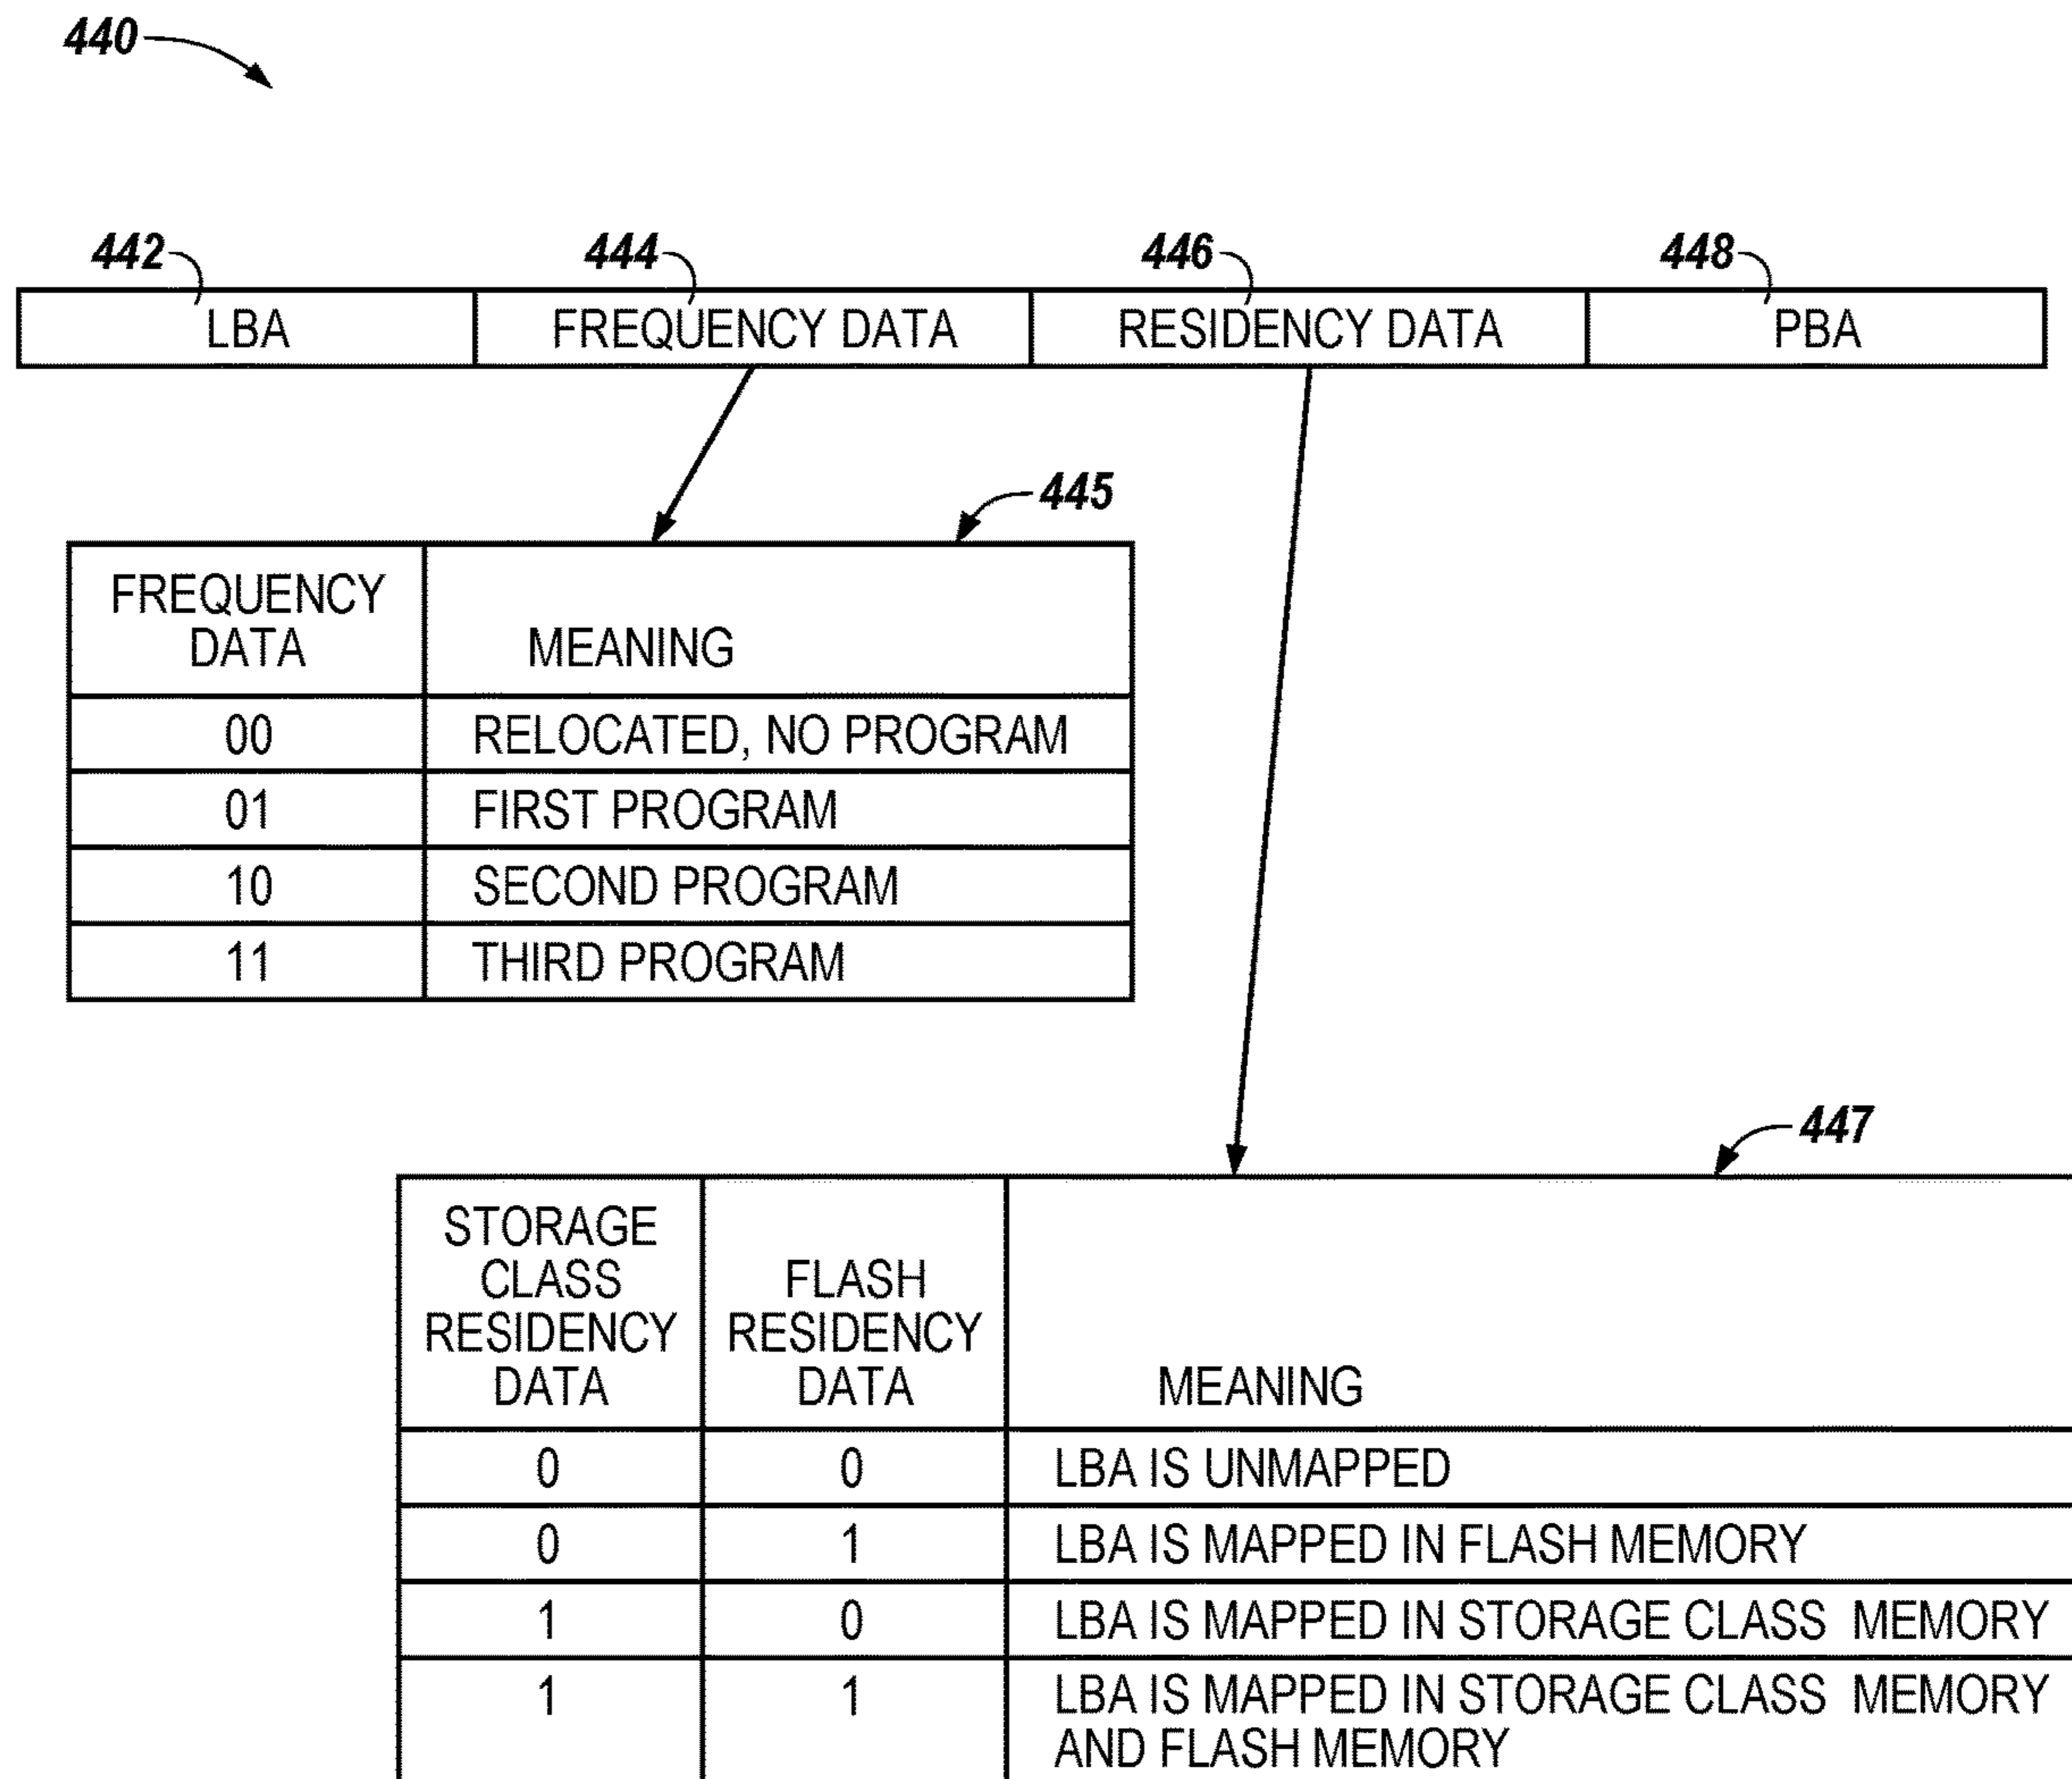 440
442 444 446 448
LBA FREQUENCY DATA RESIDENCY DATA PBA
445
FREQUENCY
DATA MEANING
00 RELOCATED, NO PROGRAM
01 FIRST PROGRAM
10 SECOND PROGRAM
11 THIRD PROGRAM
447
STORAGE
CLASS FLASH
RESIDENCY RESIDENCY
DATA DATA MEANING
0 0 LBA IS UNMAPPED
0 1 LBA IS MAPPED IN FLASH MEMORY
1 0 LBA IS MAPPED IN STORAGE CLASS MEMORY
1 1 LBA IS MAPPED IN STORAGE CLASS MEMORY
AND FLASH MEMORY